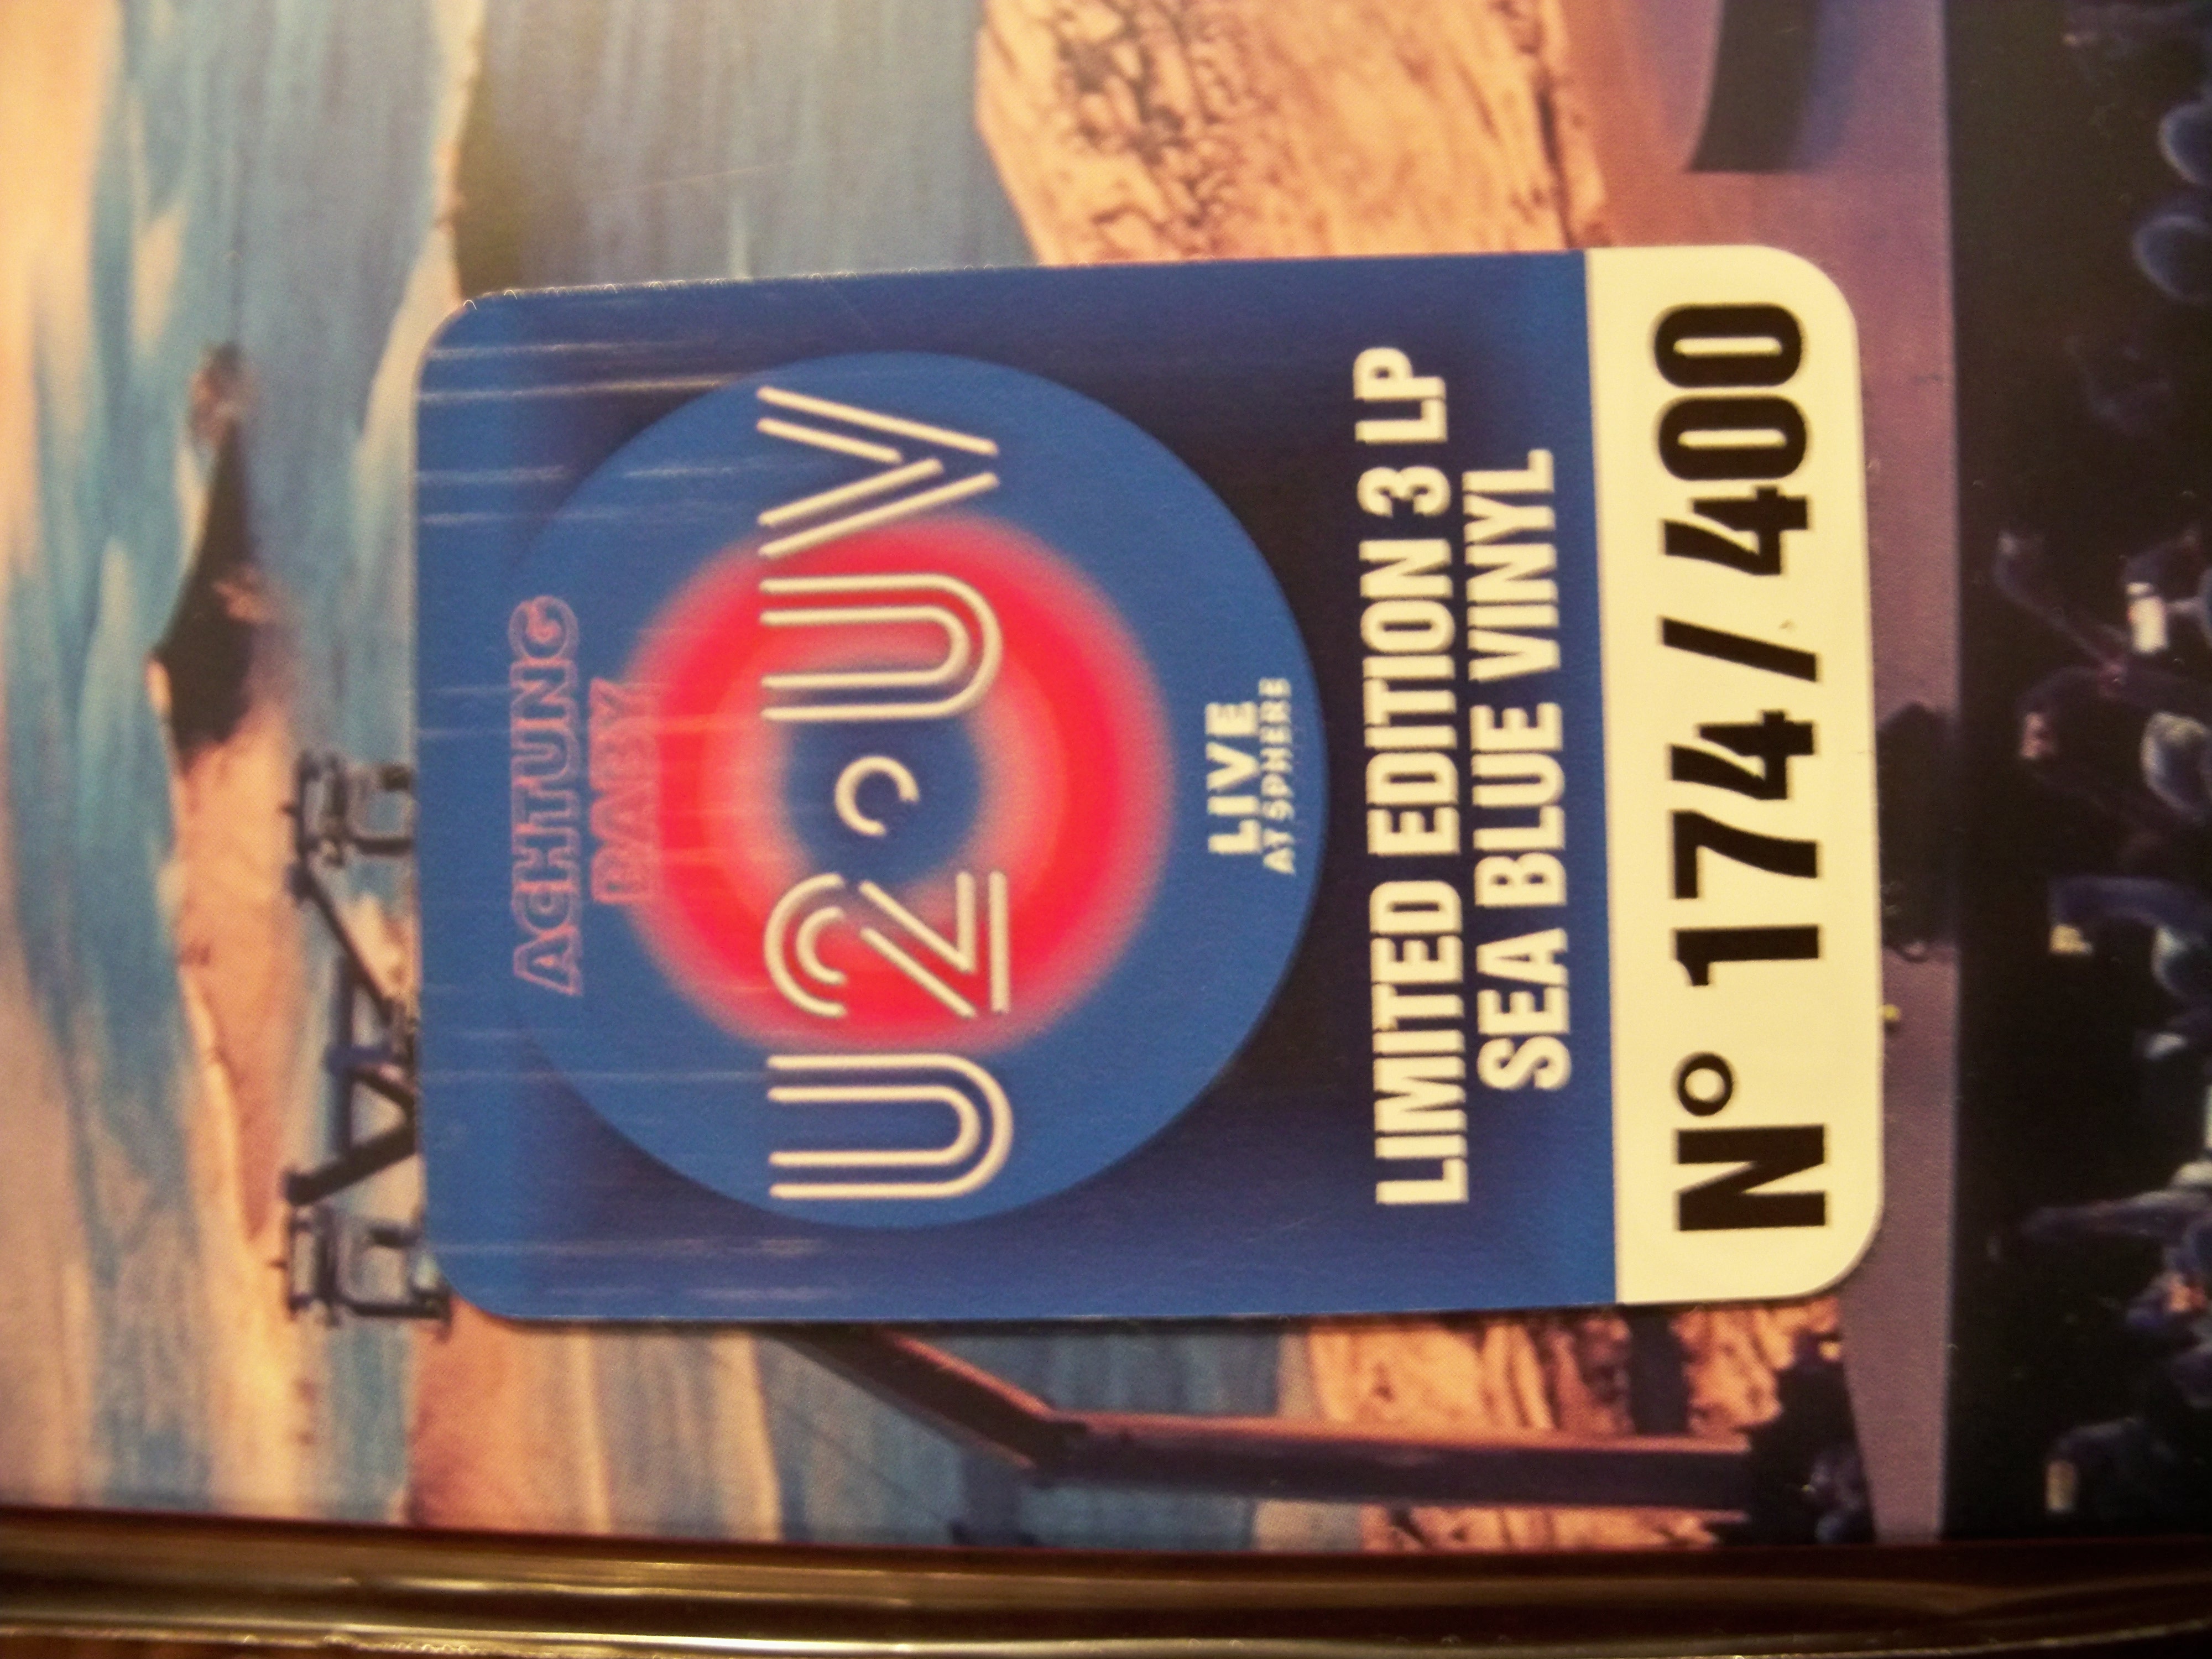 ACHTUNG
BABY
U2·UV
LIVE
AT SPHERE
LIMITED EDITION 3 LP
SEA BLUE VINYL
N° 174 / 400